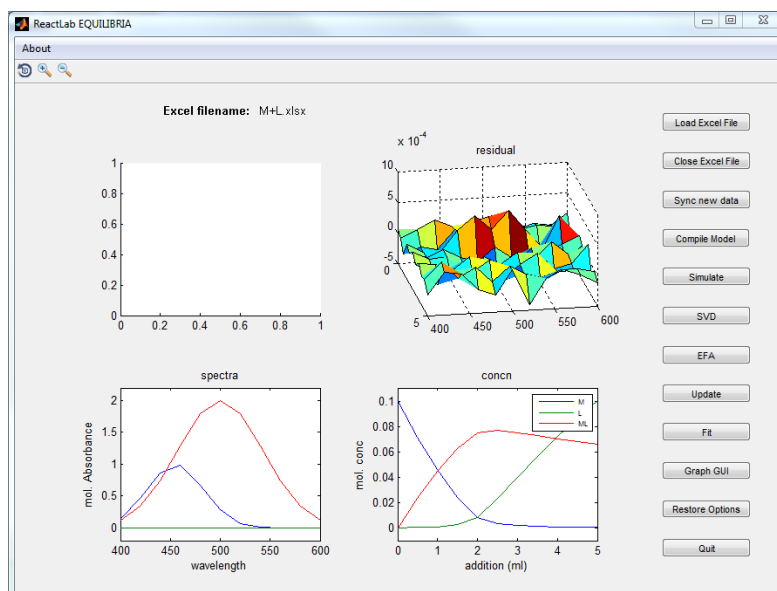 ReactLab EQUILIBRIA
About
Excel filename: M+L.xlsx
Load Excel File
Close Excel File
Sync new data
Compile Model
Simulate
SVD
EFA
Update
Fit
Graph GUI
Restore Options
Quit
1
0.8
0.6
0.4
0.2
0
0 0.2 0.4 0.6 0.8 1
x 10^-4
residual
10
5
0
-5
0
5
400 450 500 550 600
spectra
mol. Absorbance
2
1.5
1
0.5
0
400 450 500 550 600
wavelength
concn
mol. conc
0.1
0.08
0.06
0.04
0.02
0
M
L
ML
0 1 2 3 4 5
addition (ml)